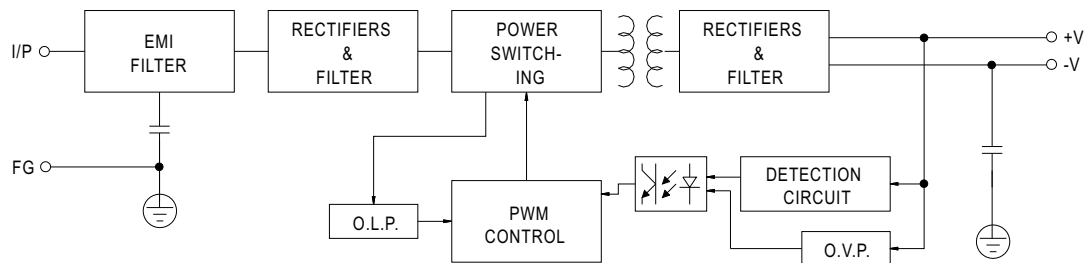 I/P
EMI
FILTER
RECTIFIERS
&
FILTER
POWER
SWITCH-
ING
RECTIFIERS
&
FILTER
+V
-V
FG
O.L.P.
PWM
CONTROL
DETECTION
CIRCUIT
O.V.P.